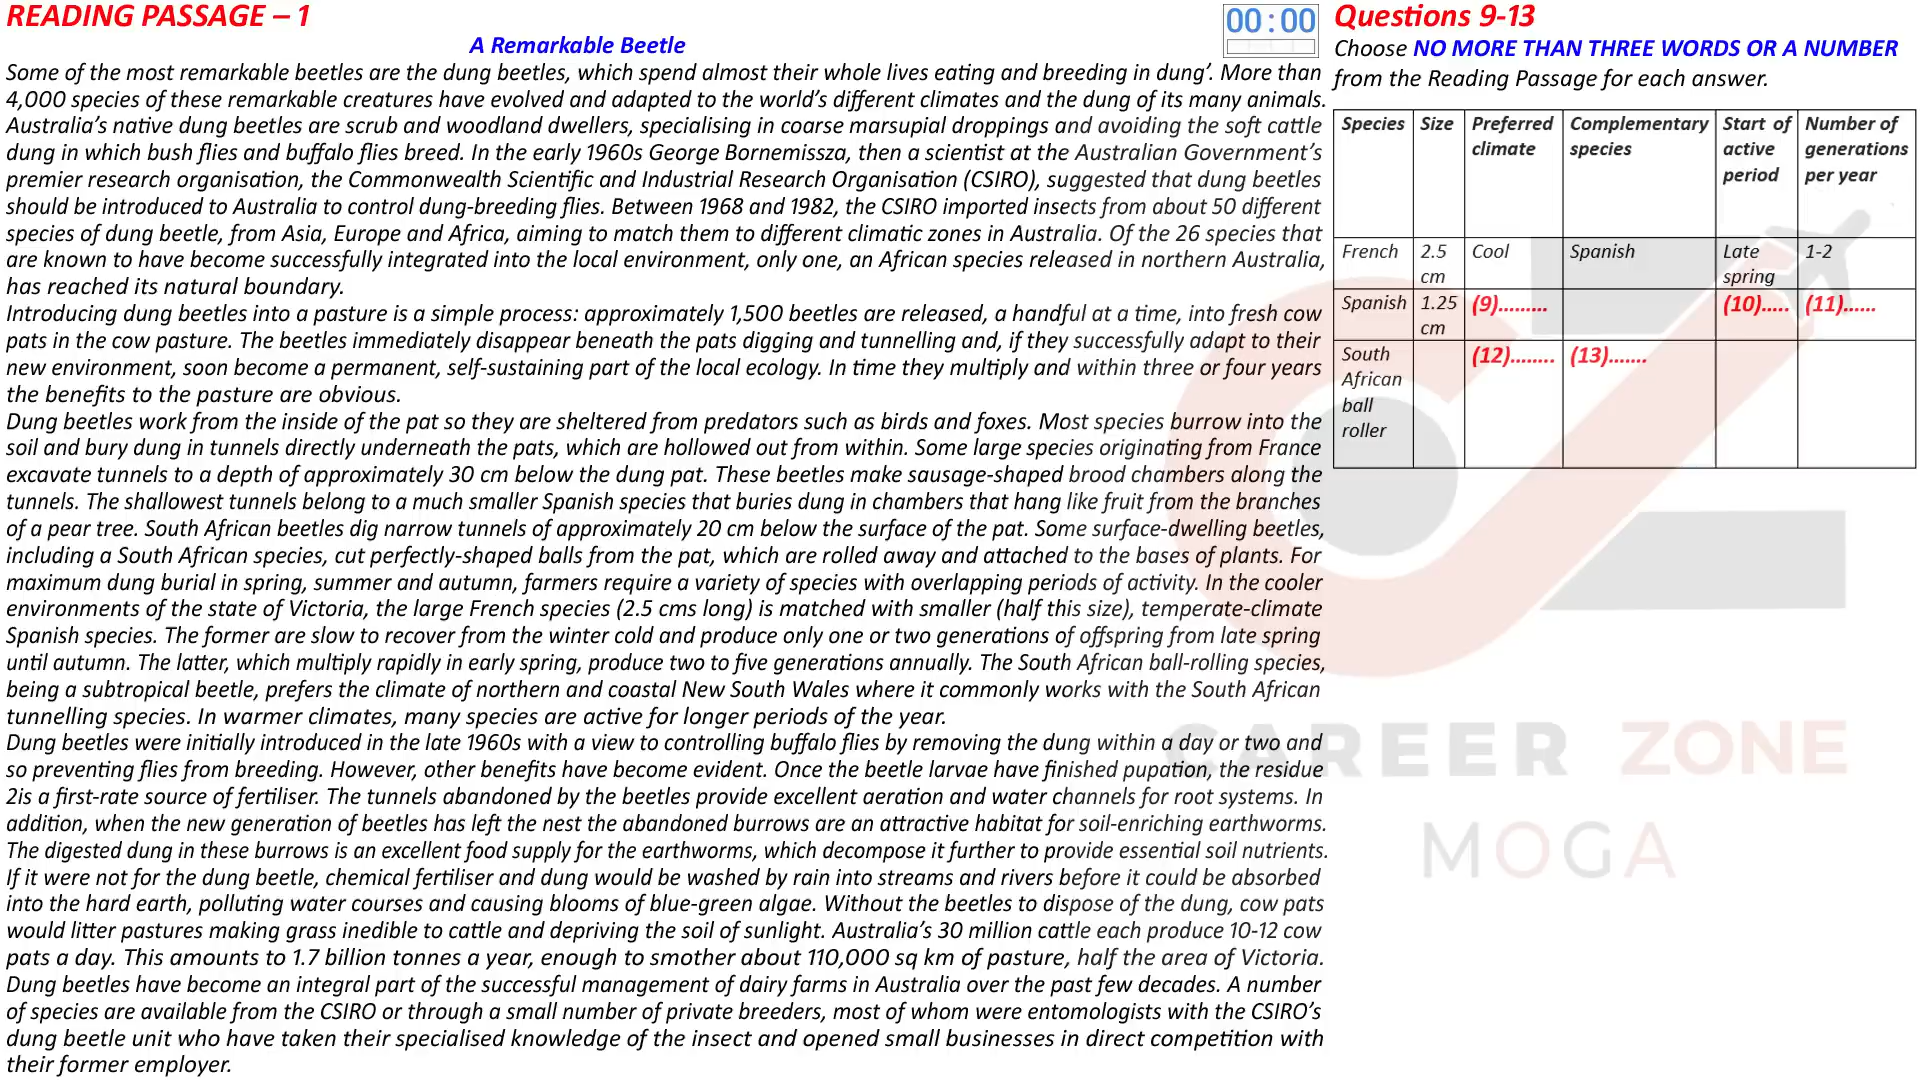 READING PASSAGE – 1
A Remarkable Beetle
Some of the most remarkable beetles are the dung beetles, which spend almost their whole lives eating and breeding in dung’. More than
4,000 species of these remarkable creatures have evolved and adapted to the world’s different climates and the dung of its many animals.
Australia’s native dung beetles are scrub and woodland dwellers, specialising in coarse marsupial droppings and avoiding the soft cattle
dung in which bush flies and buffalo flies breed. In the early 1960s George Bornemissza, then a scientist at the Australian Government’s
premier research organisation, the Commonwealth Scientific and Industrial Research Organisation (CSIRO), suggested that dung beetles
should be introduced to Australia to control dung-breeding flies. Between 1968 and 1982, the CSIRO imported insects from about 50 different
species of dung beetle, from Asia, Europe and Africa, aiming to match them to different climatic zones in Australia. Of the 26 species that
are known to have become successfully integrated into the local environment, only one, an African species released in northern Australia,
has reached its natural boundary.
Introducing dung beetles into a pasture is a simple process: approximately 1,500 beetles are released, a handful at a time, into fresh cow
pats in the cow pasture. The beetles immediately disappear beneath the pats digging and tunnelling and, if they successfully adapt to their
new environment, soon become a permanent, self-sustaining part of the local ecology. In time they multiply and within three or four years
the benefits to the pasture are obvious.
Dung beetles work from the inside of the pat so they are sheltered from predators such as birds and foxes. Most species burrow into the
soil and bury dung in tunnels directly underneath the pats, which are hollowed out from within. Some large species originating from France
excavate tunnels to a depth of approximately 30 cm below the dung pat. These beetles make sausage-shaped brood chambers along the
tunnels. The shallowest tunnels belong to a much smaller Spanish species that buries dung in chambers that hang like fruit from the branches
of a pear tree. South African beetles dig narrow tunnels of approximately 20 cm below the surface of the pat. Some surface-dwelling beetles,
including a South African species, cut perfectly-shaped balls from the pat, which are rolled away and attached to the bases of plants. For
maximum dung burial in spring, summer and autumn, farmers require a variety of species with overlapping periods of activity. In the cooler
environments of the state of Victoria, the large French species (2.5 cms long) is matched with smaller (half this size), temperate-climate
Spanish species. The former are slow to recover from the winter cold and produce only one or two generations of offspring from late spring
until autumn. The latter, which multiply rapidly in early spring, produce two to five generations annually. The South African ball-rolling species,
being a subtropical beetle, prefers the climate of northern and coastal New South Wales where it commonly works with the South African
tunnelling species. In warmer climates, many species are active for longer periods of the year.
Dung beetles were initially introduced in the late 1960s with a view to controlling buffalo flies by removing the dung within a day or two and
so preventing flies from breeding. However, other benefits have become evident. Once the beetle larvae have finished pupation, the residue
2is a first-rate source of fertiliser. The tunnels abandoned by the beetles provide excellent aeration and water channels for root systems. In
addition, when the new generation of beetles has left the nest the abandoned burrows are an attractive habitat for soil-enriching earthworms.
The digested dung in these burrows is an excellent food supply for the earthworms, which decompose it further to provide essential soil nutrients.
If it were not for the dung beetle, chemical fertiliser and dung would be washed by rain into streams and rivers before it could be absorbed
into the hard earth, polluting water courses and causing blooms of blue-green algae. Without the beetles to dispose of the dung, cow pats
would litter pastures making grass inedible to cattle and depriving the soil of sunlight. Australia’s 30 million cattle each produce 10-12 cow
pats a day. This amounts to 1.7 billion tonnes a year, enough to smother about 110,000 sq km of pasture, half the area of Victoria.
Dung beetles have become an integral part of the successful management of dairy farms in Australia over the past few decades. A number
of species are available from the CSIRO or through a small number of private breeders, most of whom were entomologists with the CSIRO’s
dung beetle unit who have taken their specialised knowledge of the insect and opened small businesses in direct competition with
their former employer.
00:00
Questions 9-13
Choose NO MORE THAN THREE WORDS OR A NUMBER
from the Reading Passage for each answer.
Species Size Preferred climate Complementary species Start of active period Number of generations per year
French 2.5 cm Cool Spanish Late spring 1-2
Spanish 1.25 cm (9)......... (10)..... (11)......
South African ball roller (12)........ (13).......
CAREER ZONE
MOGA